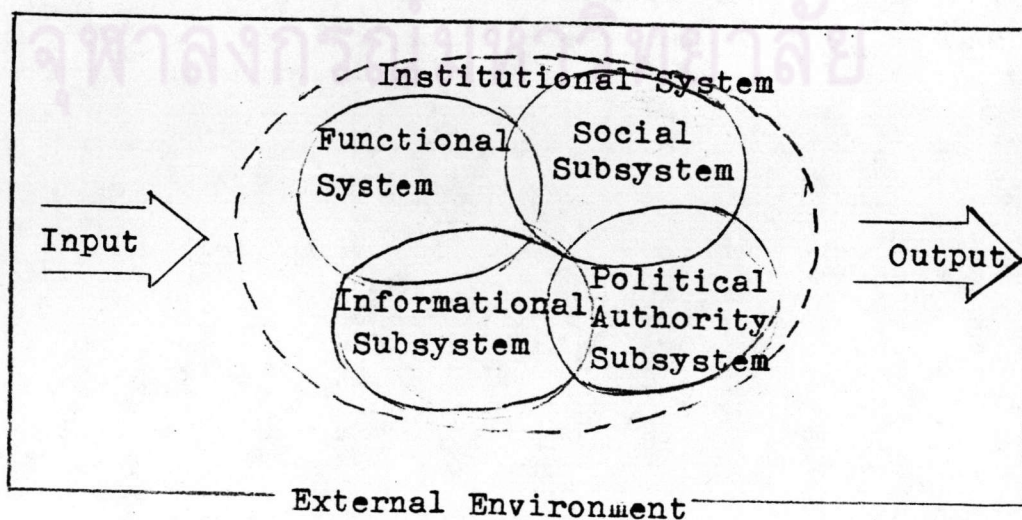 จุฬาลงกรณ์มหาวิทยาลัย
Institutional System
Functional
System
Social
Subsystem
Input
Output
Informational
Subsystem
Political
Authority
Subsystem
External Environment